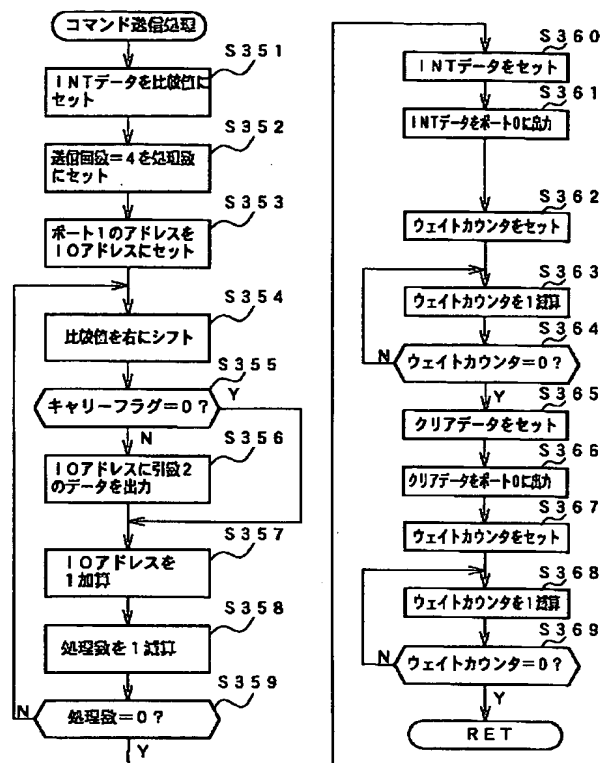 コマンド送信処理
S351
INTデータを比較値に
セット
S352
送信回数=4を処理数
にセット
S353
ポート1のアドレスを
IOアドレスにセット
S354
比較値を右にシフト
S355
キャリーフラグ=0?
Y
N
S356
IOアドレスに引数2
のデータを出力
S357
IOアドレスを
1加算
S358
処理数を1減算
S359
N
処理数=0?
Y
S360
INTデータをセット
S361
INTデータをポート0に出力
S362
ウェイトカウンタをセット
S363
ウェイトカウンタを1減算
S364
N
ウェイトカウンタ=0?
Y
S365
クリアデータをセット
S366
クリアデータをポート0に出力
S367
ウェイトカウンタをセット
S368
ウェイトカウンタを1減算
S369
N
ウェイトカウンタ=0?
Y
RET